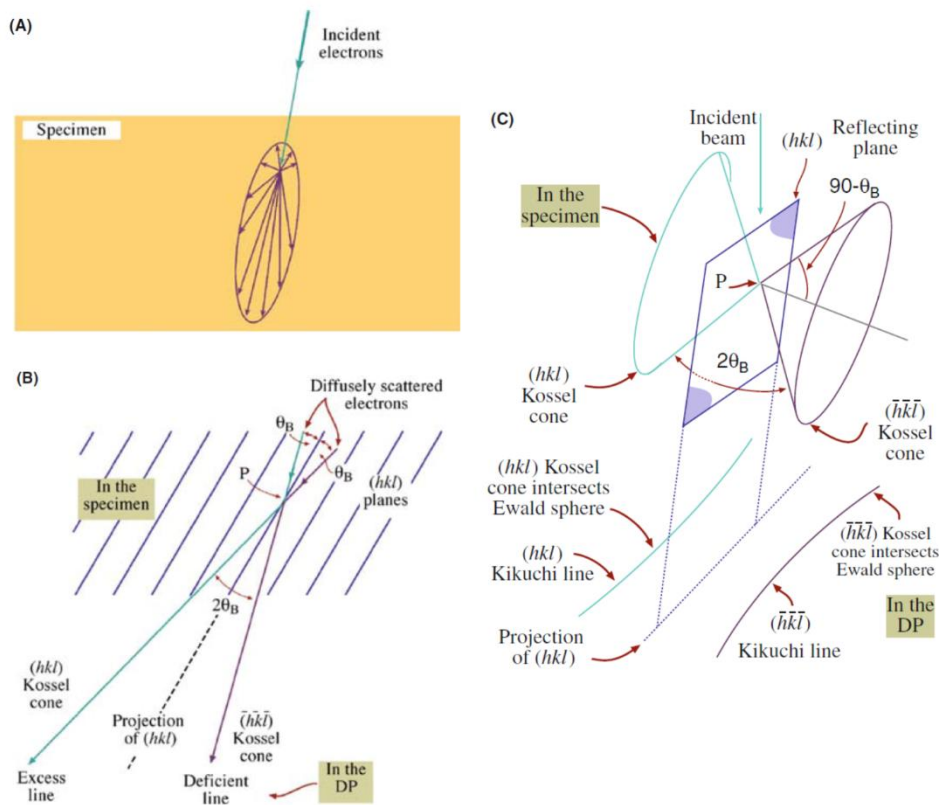 (A)
Incident
electrons
Specimen
(B)
Diffusely scattered
electrons
θB
θB
P
(hkl)
planes
In the
specimen
2θB
(hkl)
Kossel
cone
Projection
of (hkl)
(h̄k̄l̄)
Kossel
cone
Excess
line
Deficient
line
In the
DP
(C)
Incident
beam
(hkl)
Reflecting
plane
90-θB
In the
specimen
P
2θB
(hkl)
Kossel
cone
(h̄k̄l̄)
Kossel
cone
(hkl) Kossel
cone intersects
Ewald sphere
(hkl)
Kikuchi line
(h̄k̄l̄) Kossel
cone intersects
Ewald sphere
In the
DP
Projection
of (hkl)
(h̄k̄l̄)
Kikuchi line